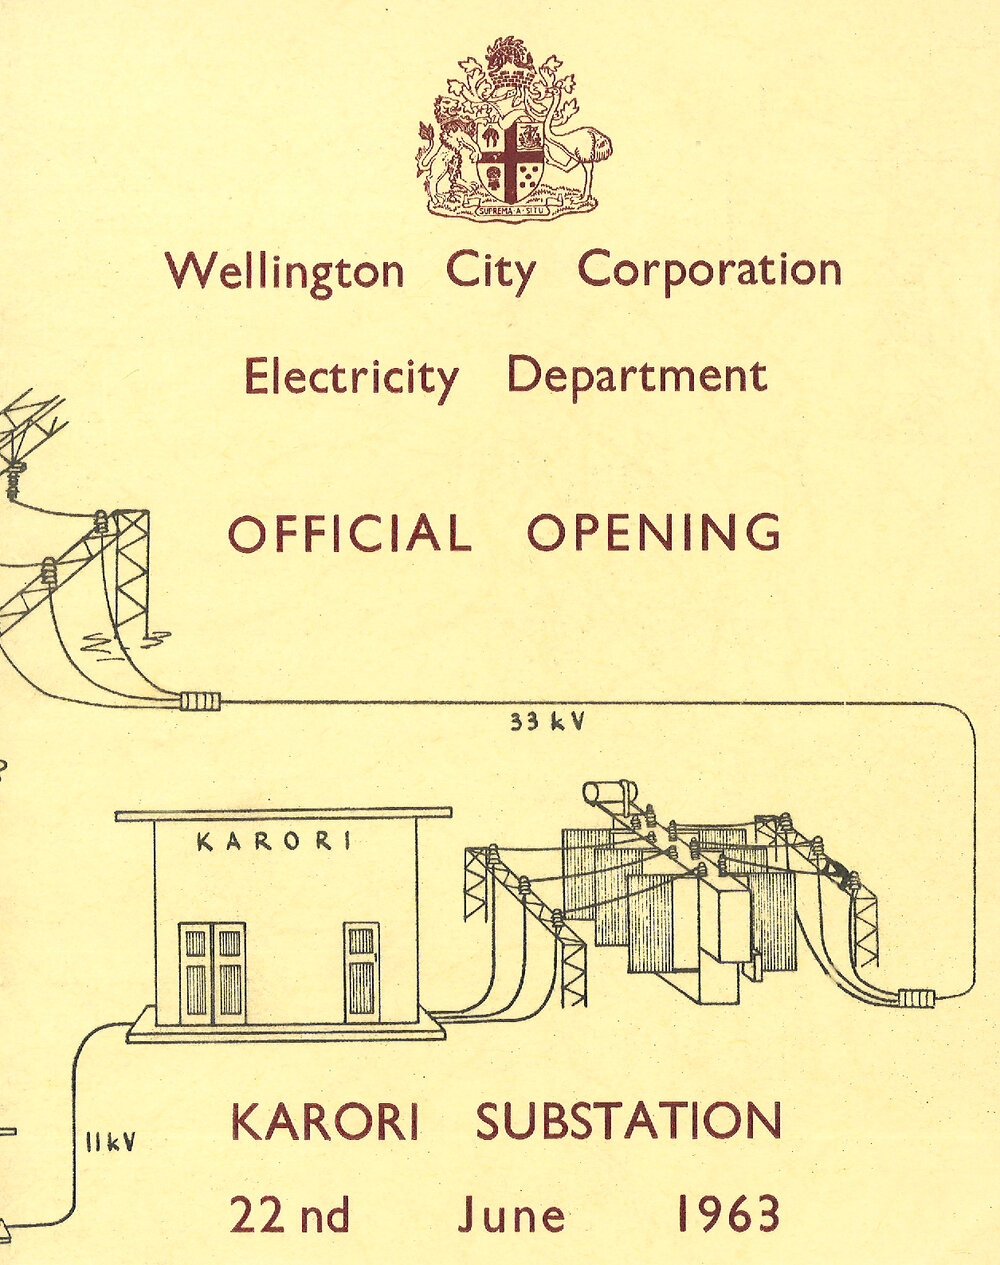 SUPREMA·A·SITU
Wellington City Corporation
Electricity Department
OFFICIAL OPENING
33 kV
KARORI
11kV
KARORI SUBSTATION
22nd June 1963